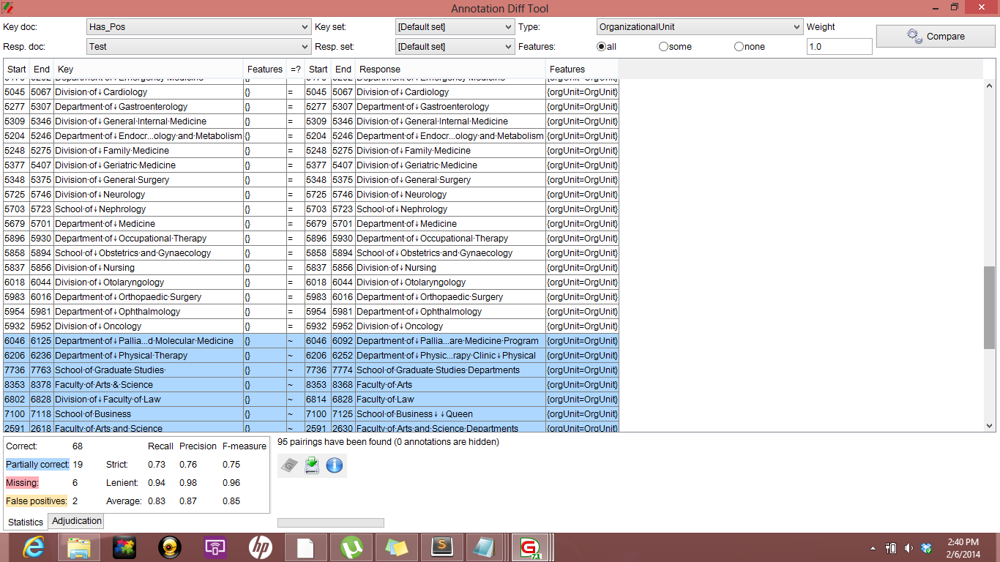 Annotation Diff Tool
Key doc: Has_Pos Key set: [Default set] Type: OrganizationalUnit Weight
Resp. doc: Test Resp. set: [Default set] Features: all some none 1.0 Compare
Start End Key Features =? Start End Response Features
5045 5067 Division·of↓Cardiology {} = 5045 5067 Division·of↓Cardiology {orgUnit=OrgUnit}
5277 5307 Department·of↓Gastroenterology {} = 5277 5307 Department·of↓Gastroenterology {orgUnit=OrgUnit}
5309 5346 Division·of↓General·Internal·Medicine {} = 5309 5346 Division·of↓General·Internal·Medicine {orgUnit=OrgUnit}
5204 5246 Department·of↓Endocr...ology·and·Metabolism {} = 5204 5246 Department·of↓Endocr...ology·and·Metabolism {orgUnit=OrgUnit}
5248 5275 Division·of↓Family·Medicine {} = 5248 5275 Division·of↓Family·Medicine {orgUnit=OrgUnit}
5377 5407 Division·of↓Geriatric·Medicine {} = 5377 5407 Division·of↓Geriatric·Medicine {orgUnit=OrgUnit}
5348 5375 Division·of↓General·Surgery {} = 5348 5375 Division·of↓General·Surgery {orgUnit=OrgUnit}
5725 5746 Division·of↓Neurology {} = 5725 5746 Division·of↓Neurology {orgUnit=OrgUnit}
5703 5723 School·of↓Nephrology {} = 5703 5723 School·of↓Nephrology {orgUnit=OrgUnit}
5679 5701 Department·of↓Medicine {} = 5679 5701 Department·of↓Medicine {orgUnit=OrgUnit}
5896 5930 Department·of↓Occupational·Therapy {} = 5896 5930 Department·of↓Occupational·Therapy {orgUnit=OrgUnit}
5858 5894 School·of↓Obstetrics·and·Gynaecology {} = 5858 5894 School·of↓Obstetrics·and·Gynaecology {orgUnit=OrgUnit}
5837 5856 Division·of↓Nursing {} = 5837 5856 Division·of↓Nursing {orgUnit=OrgUnit}
6018 6044 Division·of↓Otolaryngology {} = 6018 6044 Division·of↓Otolaryngology {orgUnit=OrgUnit}
5983 6016 Department·of↓Orthopaedic·Surgery {} = 5983 6016 Department·of↓Orthopaedic·Surgery {orgUnit=OrgUnit}
5954 5981 Department·of↓Ophthalmology {} = 5954 5981 Department·of↓Ophthalmology {orgUnit=OrgUnit}
5932 5952 Division·of↓Oncology {} = 5932 5952 Division·of↓Oncology {orgUnit=OrgUnit}
6046 6125 Department·of↓Pallia...d·Molecular·Medicine {} ~ 6046 6092 Department·of↓Pallia...are·Medicine·Program {orgUnit=OrgUnit}
6206 6236 Department·of↓Physical·Therapy {} ~ 6206 6252 Department·of↓Physic...rapy·Clinic↓Physical {orgUnit=OrgUnit}
7736 7763 School·of·Graduate·Studies· {} ~ 7736 7774 School·of·Graduate·Studies·Departments {orgUnit=OrgUnit}
8353 8378 Faculty·of·Arts·&·Science {} ~ 8353 8368 Faculty·of·Arts {orgUnit=OrgUnit}
6802 6828 Division·of↓Faculty·of·Law {} ~ 6814 6828 Faculty·of·Law {orgUnit=OrgUnit}
7100 7118 School·of·Business {} ~ 7100 7125 School·of·Business↓↓Queen {orgUnit=OrgUnit}
2591 2618 Faculty·of·Arts·and·Science {} ~ 2591 2630 Faculty·of·Arts·and·Science·Departments {orgUnit=OrgUnit}
Correct: 68 Recall Precision F-measure
Partially correct: 19 Strict: 0.73 0.76 0.75
Missing: 6 Lenient: 0.94 0.98 0.96
False positives: 2 Average: 0.83 0.87 0.85
95 pairings have been found (0 annotations are hidden)
Statistics Adjudication
2:40 PM
2/6/2014